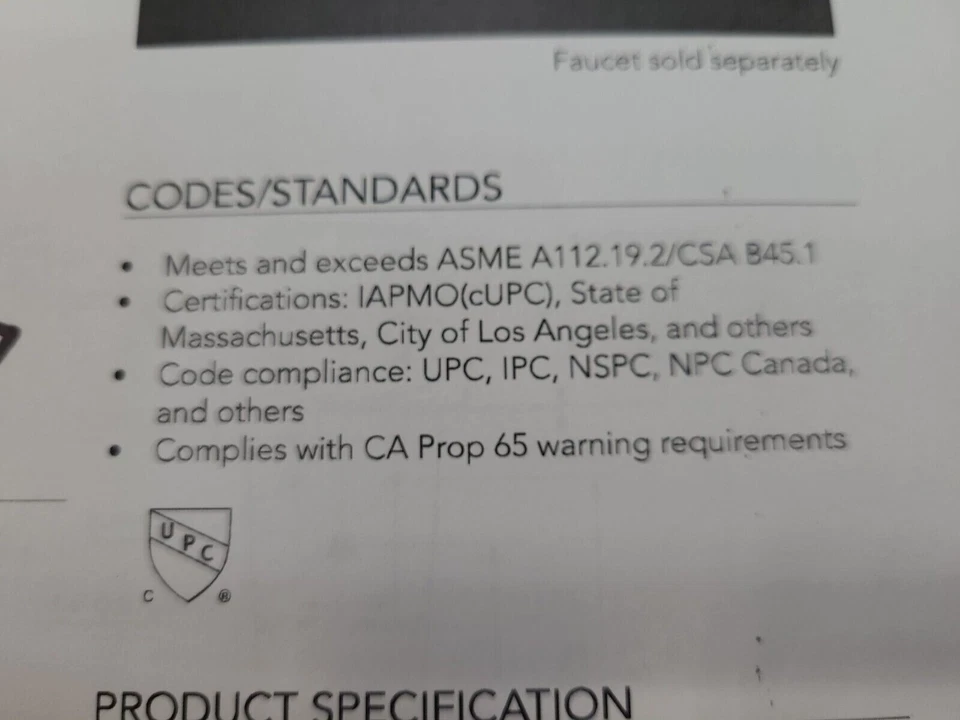 Faucet sold separately
CODES/STANDARDS
• Meets and exceeds ASME A112.19.2/CSA B45.1
• Certifications: IAPMO(cUPC), State of
Massachusetts, City of Los Angeles, and others
• Code compliance: UPC, IPC, NSPC, NPC Canada,
and others
• Complies with CA Prop 65 warning requirements
UPC
C ®
PRODUCT SPECIFICATION